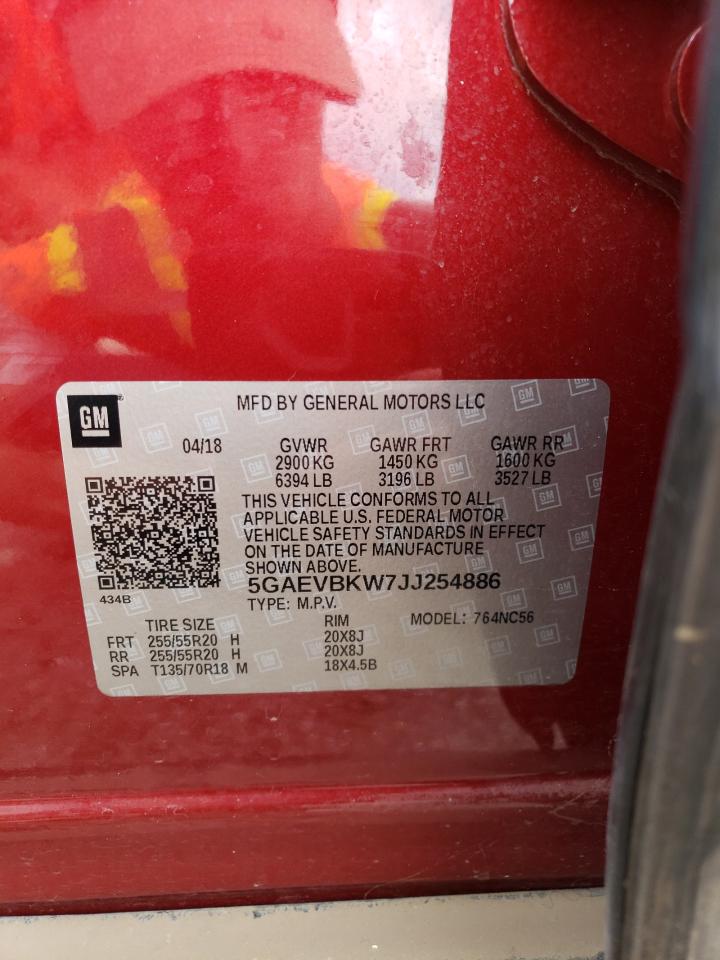 GM
MFD BY GENERAL MOTORS LLC
04/18 GVWR GAWR FRT GAWR RR
2900 KG 1450 KG 1600 KG
6394 LB 3196 LB 3527 LB
THIS VEHICLE CONFORMS TO ALL
APPLICABLE U.S. FEDERAL MOTOR
VEHICLE SAFETY STANDARDS IN EFFECT
ON THE DATE OF MANUFACTURE
SHOWN ABOVE.
5GAEVBKW7JJ254886
434B TYPE: M.P.V.
TIRE SIZE RIM MODEL: 764NC56
FRT 255/55R20 H 20X8J
RR 255/55R20 H 20X8J
SPA T135/70R18 M 18X4.5B